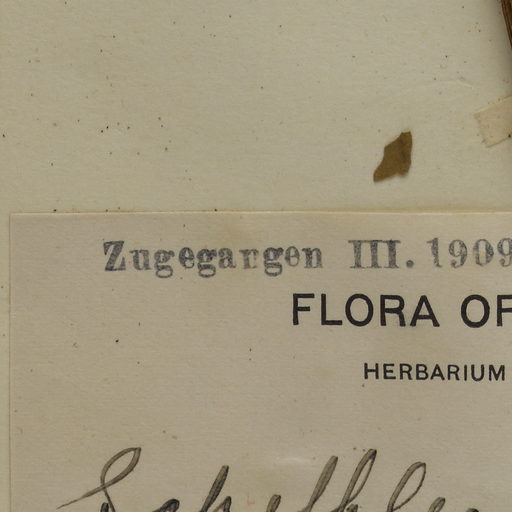 Zugegangen III. 1909
FLORA OF
HERBARIUM